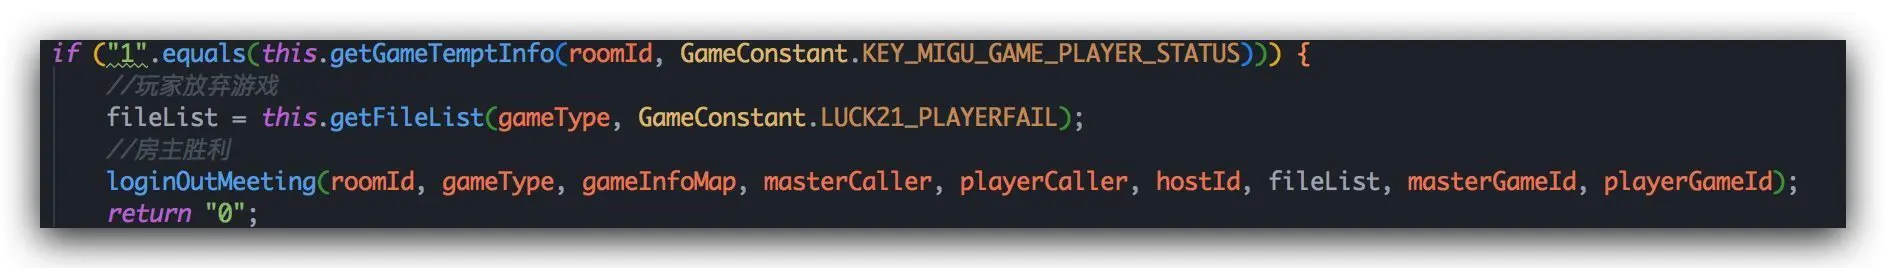 if ("1".equals(this.getGameTemptInfo(roomId, GameConstant.KEY_MIGU_GAME_PLAYER_STATUS))) {
//玩家放弃游戏
fileList = this.getFileList(gameType, GameConstant.LUCK21_PLAYERFAIL);
//房主胜利
loginOutMeeting(roomId, gameType, gameInfoMap, masterCaller, playerCaller, hostId, fileList, masterGameId, playerGameId);
return "0";